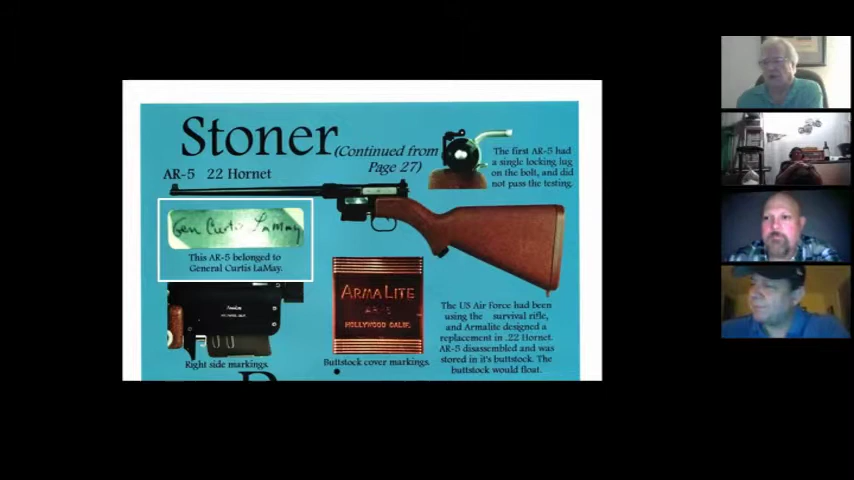 Stoner
(Continued from
Page 27)
AR-5 22 Hornet
The first AR-5 had
a single locking lug
on the bolt, and did
not pass the testing.
Gen Curtis LaMay
This AR-5 belonged to
General Curtis LaMay.
ARMALITE
AR-5
HOLLYWOOD CALIF.
The US Air Force had been
using the survival rifle,
and Armalite designed a
replacement in .22 Hornet.
AR-5 disassembled and was
stored in it's buttstock. The
buttstock would float.
Right side markings.
Buttstock cover markings.